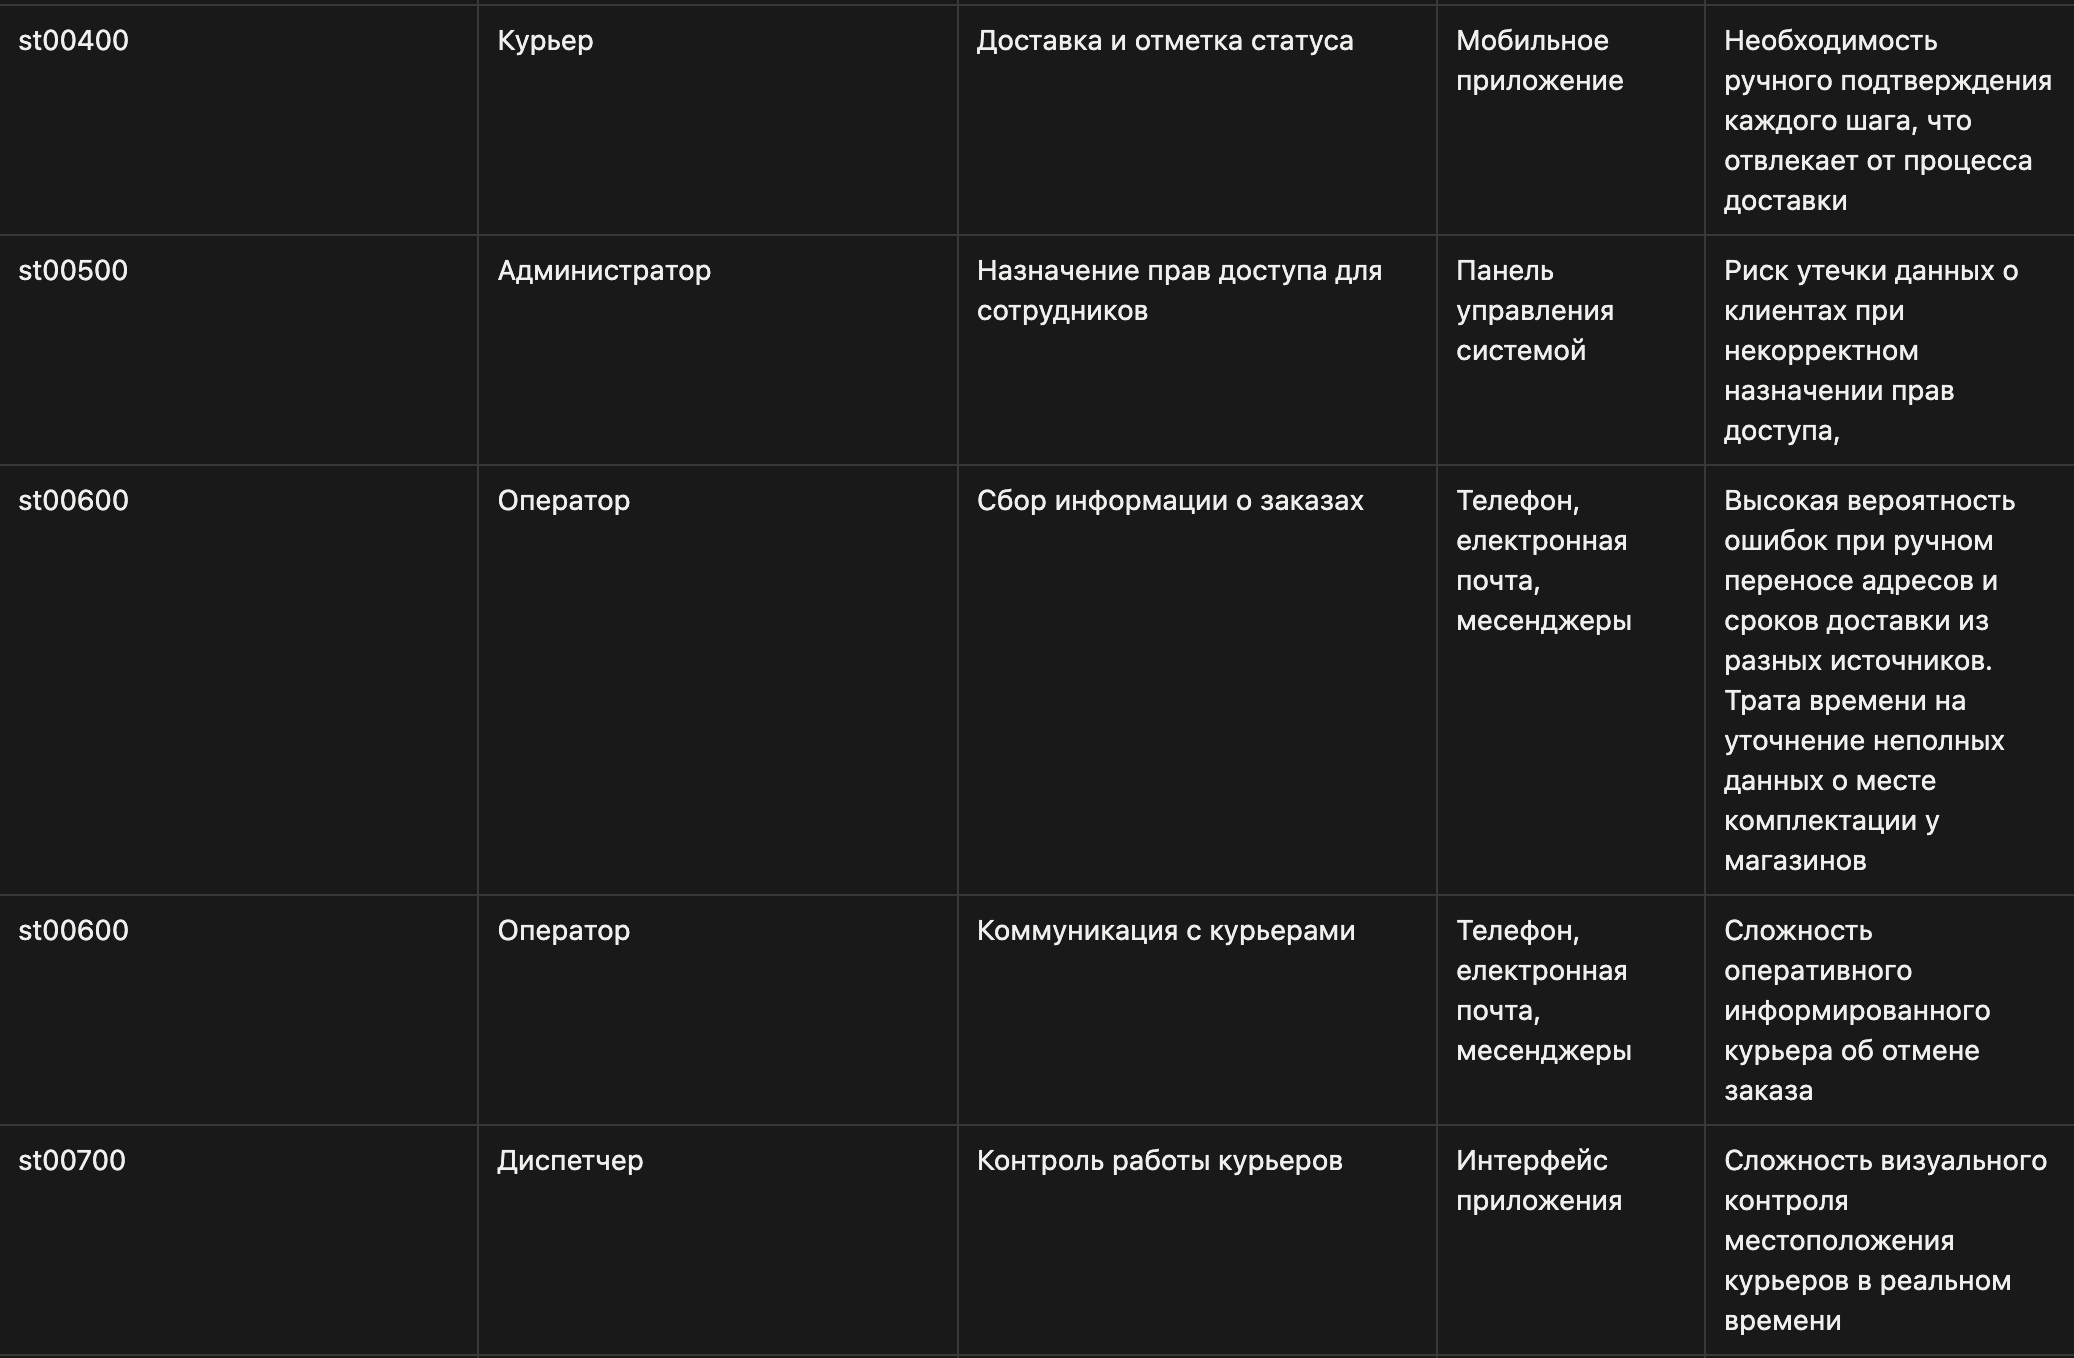 st00400
Курьер
Доставка и отметка статуса
Мобильное
приложение
Необходимость
ручного подтверждения
каждого шага, что
отвлекает от процесса
доставки
st00500
Администратор
Назначение прав доступа для
сотрудников
Панель
управления
системой
Риск утечки данных о
клиентах при
некорректном
назначении прав
доступа,
st00600
Оператор
Сбор информации о заказах
Телефон,
електронная
почта,
месенджеры
Высокая вероятность
ошибок при ручном
переносе адресов и
сроков доставки из
разных источников.
Трата времени на
уточнение неполных
данных о месте
комплектации у
магазинов
st00600
Оператор
Коммуникация с курьерами
Телефон,
електронная
почта,
месенджеры
Сложность
оперативного
информированного
курьера об отмене
заказа
st00700
Диспетчер
Контроль работы курьеров
Интерфейс
приложения
Сложность визуального
контроля
местоположения
курьеров в реальном
времени